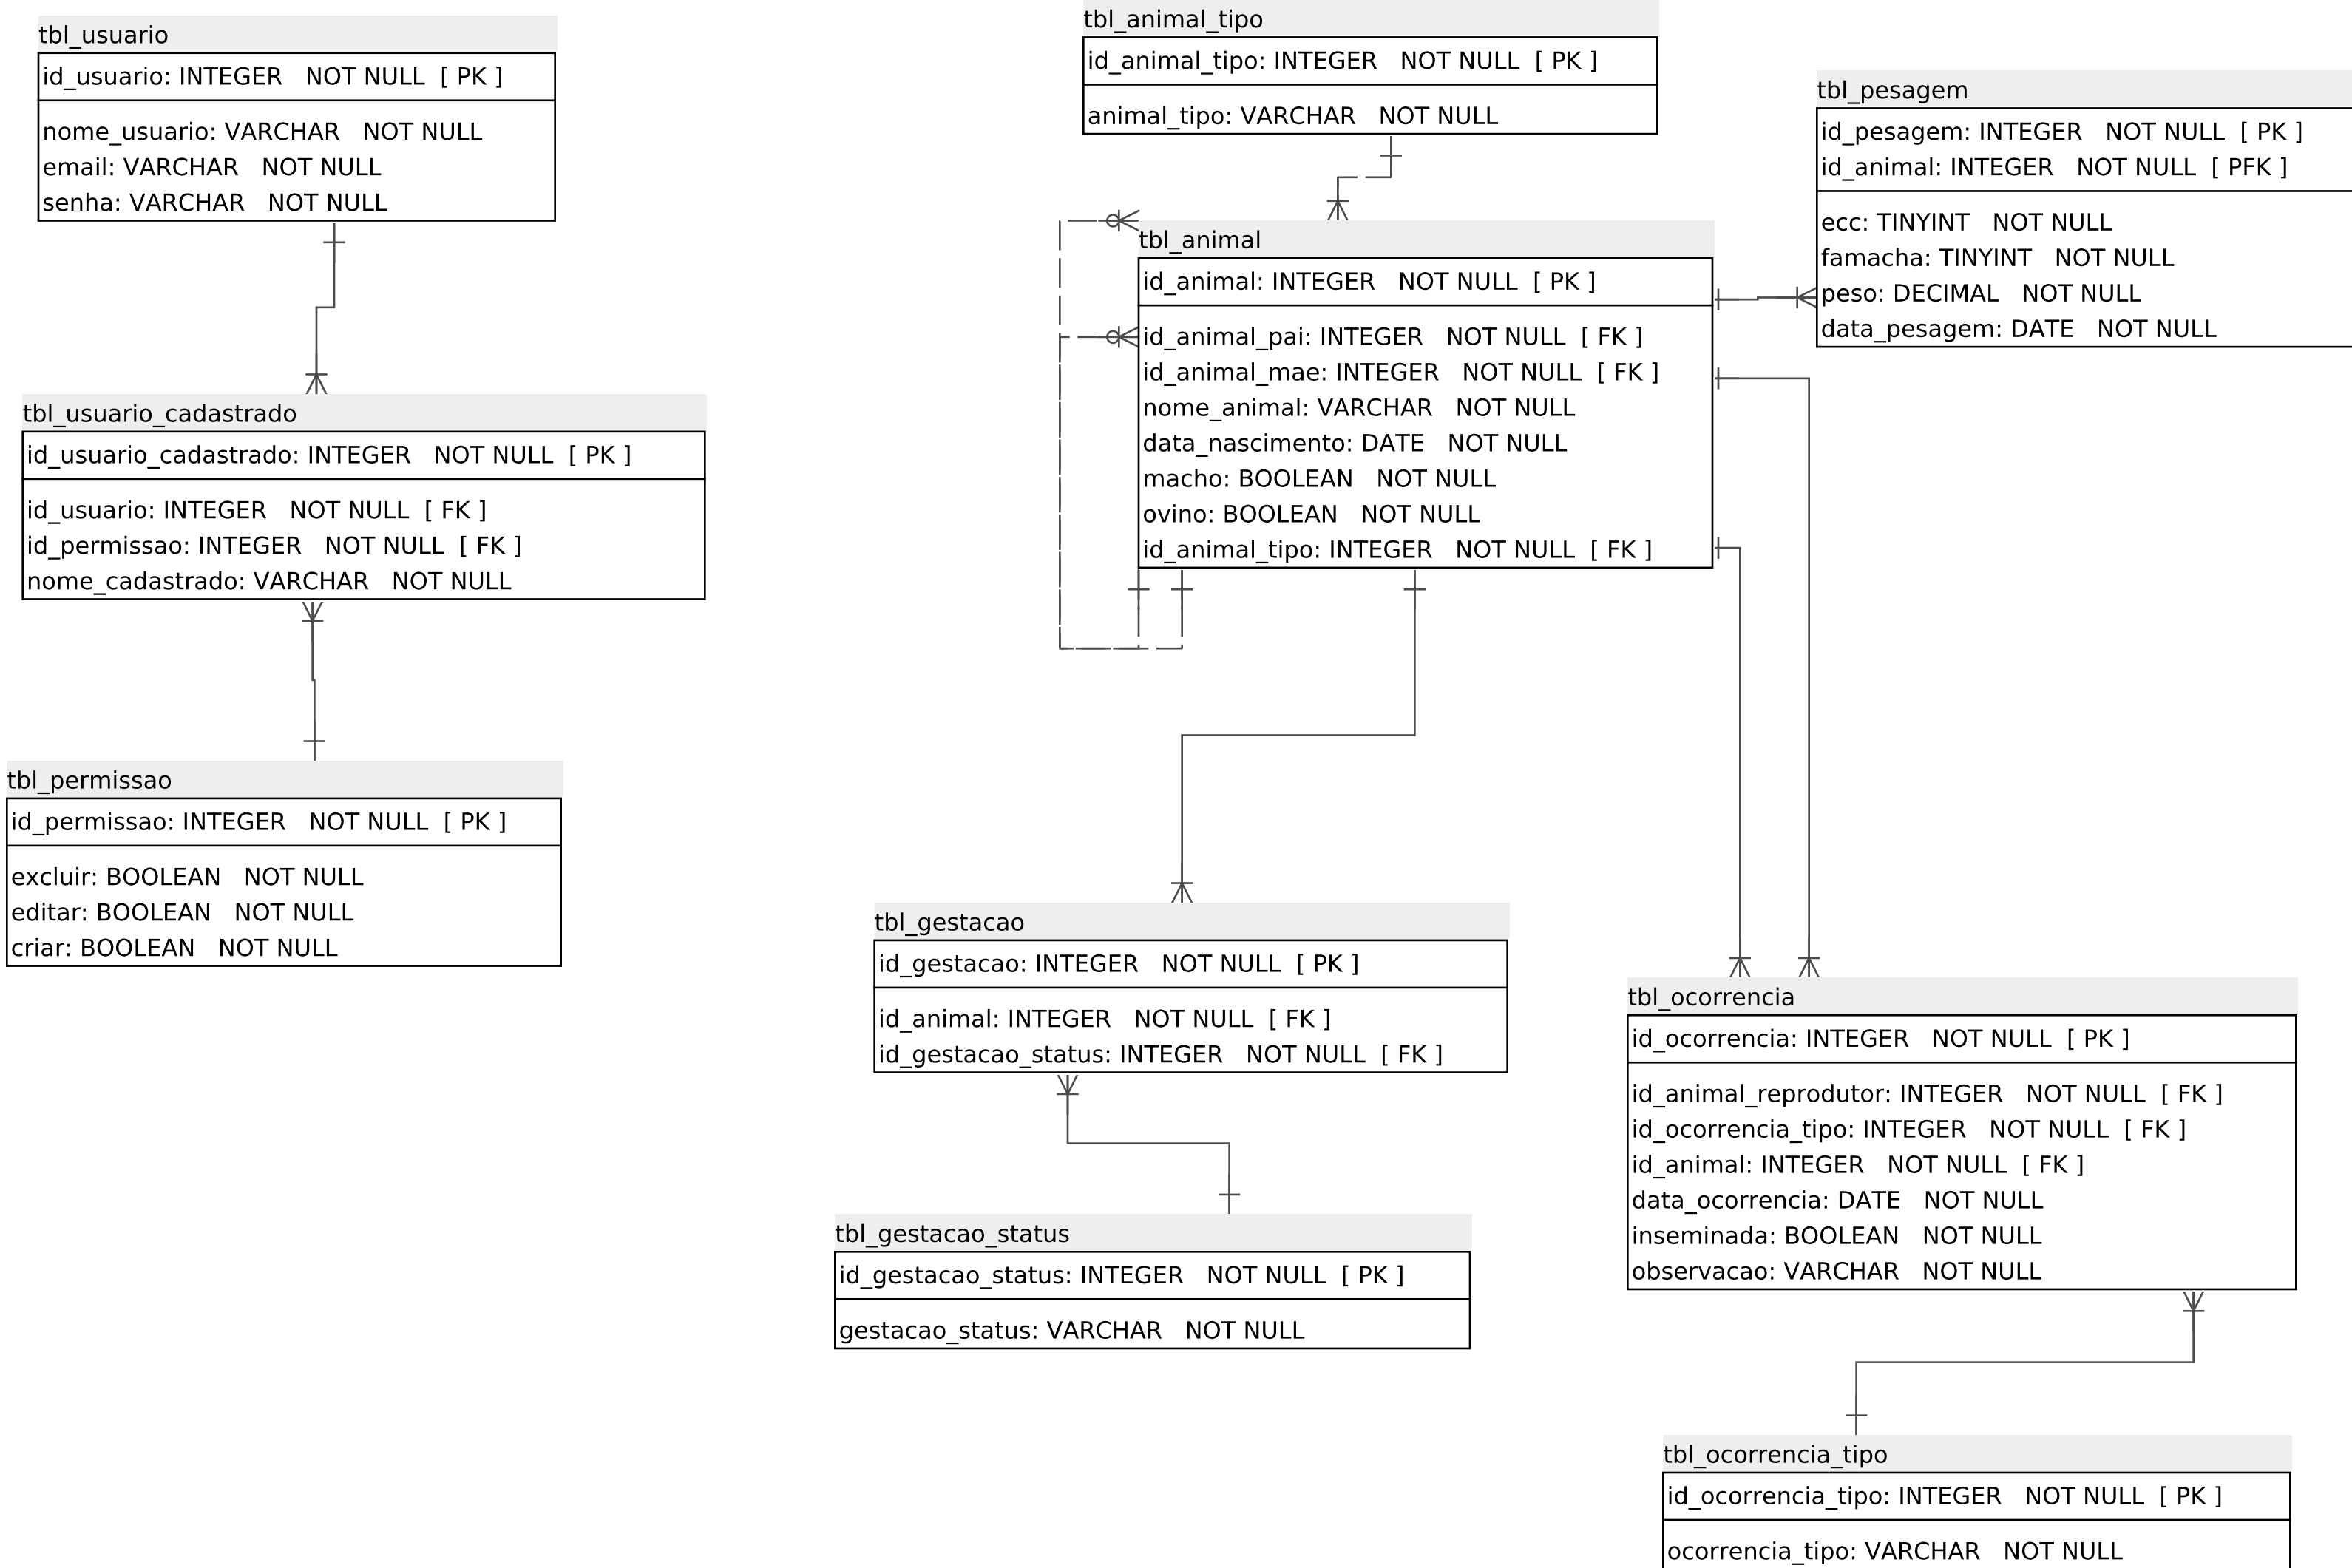 tbl_usuario
id_usuario: INTEGER NOT NULL [ PK ]
nome_usuario: VARCHAR NOT NULL
email: VARCHAR NOT NULL
senha: VARCHAR NOT NULL
tbl_usuario_cadastrado
id_usuario_cadastrado: INTEGER NOT NULL [ PK ]
id_usuario: INTEGER NOT NULL [ FK ]
id_permissao: INTEGER NOT NULL [ FK ]
nome_cadastrado: VARCHAR NOT NULL
tbl_permissao
id_permissao: INTEGER NOT NULL [ PK ]
excluir: BOOLEAN NOT NULL
editar: BOOLEAN NOT NULL
criar: BOOLEAN NOT NULL
tbl_animal_tipo
id_animal_tipo: INTEGER NOT NULL [ PK ]
animal_tipo: VARCHAR NOT NULL
tbl_animal
id_animal: INTEGER NOT NULL [ PK ]
id_animal_pai: INTEGER NOT NULL [ FK ]
id_animal_mae: INTEGER NOT NULL [ FK ]
nome_animal: VARCHAR NOT NULL
data_nascimento: DATE NOT NULL
macho: BOOLEAN NOT NULL
ovino: BOOLEAN NOT NULL
id_animal_tipo: INTEGER NOT NULL [ FK ]
tbl_pesagem
id_pesagem: INTEGER NOT NULL [ PK ]
id_animal: INTEGER NOT NULL [ PFK ]
ecc: TINYINT NOT NULL
famacha: TINYINT NOT NULL
peso: DECIMAL NOT NULL
data_pesagem: DATE NOT NULL
tbl_gestacao
id_gestacao: INTEGER NOT NULL [ PK ]
id_animal: INTEGER NOT NULL [ FK ]
id_gestacao_status: INTEGER NOT NULL [ FK ]
tbl_gestacao_status
id_gestacao_status: INTEGER NOT NULL [ PK ]
gestacao_status: VARCHAR NOT NULL
tbl_ocorrencia
id_ocorrencia: INTEGER NOT NULL [ PK ]
id_animal_reprodutor: INTEGER NOT NULL [ FK ]
id_ocorrencia_tipo: INTEGER NOT NULL [ FK ]
id_animal: INTEGER NOT NULL [ FK ]
data_ocorrencia: DATE NOT NULL
inseminada: BOOLEAN NOT NULL
observacao: VARCHAR NOT NULL
tbl_ocorrencia_tipo
id_ocorrencia_tipo: INTEGER NOT NULL [ PK ]
ocorrencia_tipo: VARCHAR NOT NULL